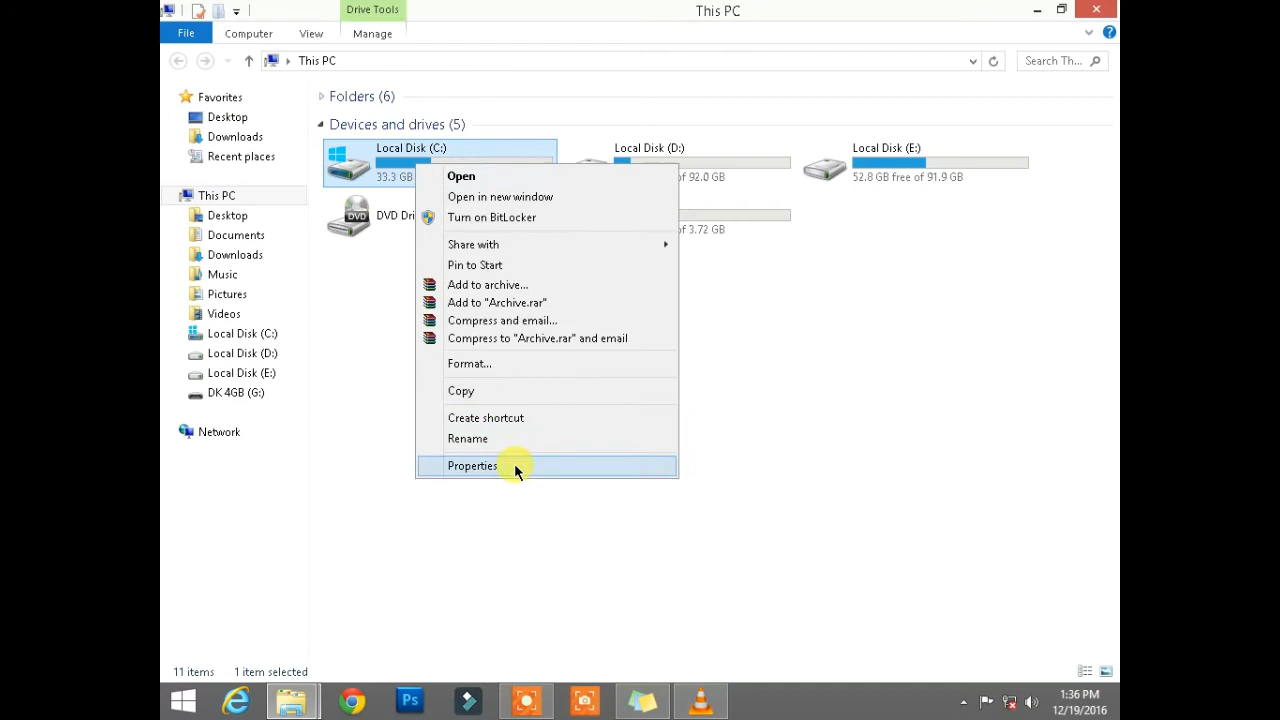 Drive Tools
This PC
File
Computer
View
Manage
This PC
Search Th...
Favorites
Desktop
Downloads
Recent places
This PC
Desktop
Documents
Downloads
Music
Pictures
Videos
Local Disk (C:)
Local Disk (D:)
Local Disk (E:)
DK 4GB (G:)
Network
Folders (6)
Devices and drives (5)
Local Disk (C:)
33.3 GB
Local Disk (D:)
of 92.0 GB
Local Disk (E:)
52.8 GB free of 91.9 GB
DVD
DVD Dri
of 3.72 GB
Open
Open in new window
Turn on BitLocker
Share with
Pin to Start
Add to archive...
Add to "Archive.rar"
Compress and email...
Compress to "Archive.rar" and email
Format...
Copy
Create shortcut
Rename
Properties
11 items
1 item selected
Ps
1:36 PM
12/19/2016